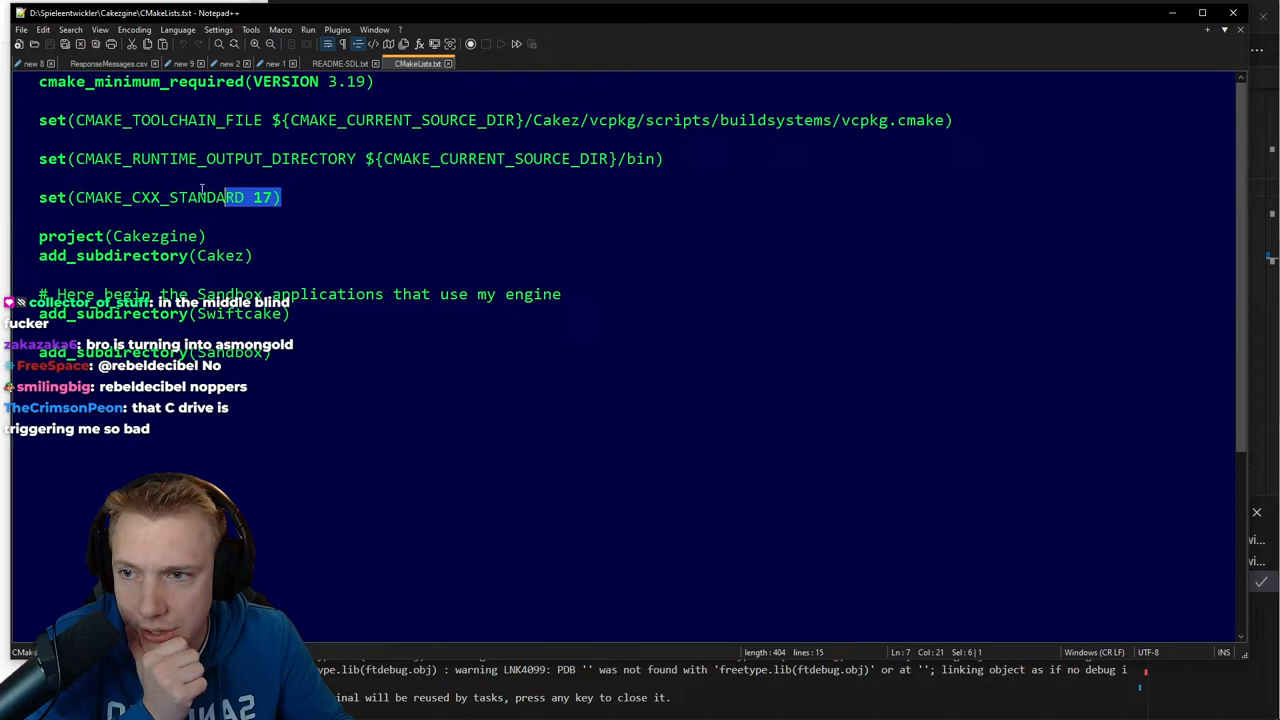 D:\Spieleentwickler\Cakezgine\CMakeLists.txt - Notepad++
File Edit Search View Encoding Language Settings Tools Macro Run Plugins Window ?
new 8 ResponseMessages.csv new 9 new 2 new 1 README-SDL.txt CMakeLists.txt
cmake_minimum_required(VERSION 3.19)
set(CMAKE_TOOLCHAIN_FILE ${CMAKE_CURRENT_SOURCE_DIR}/Cakez/vcpkg/scripts/buildsystems/vcpkg.cmake)
set(CMAKE_RUNTIME_OUTPUT_DIRECTORY ${CMAKE_CURRENT_SOURCE_DIR}/bin)
set(CMAKE_CXX_STANDARD 17)
project(Cakezgine)
add_subdirectory(Cakez)
# Here begin the Sandbox applications that use my engine
add_subdirectory(Swiftcake)
add_subdirectory(Sandbox)
collector_of_stuff: in the middle blind
fucker
zakazaka6: bro is turning into asmongold
FreeSpace: @rebeldecibel No
smilingbig: rebeldecibel noppers
TheCrimsonPeon: that C drive is
triggering me so bad
length : 404 lines : 15 Ln : 7 Col : 21 Sel : 6 | 1 Windows (CR LF) UTF-8 INS
type.lib(ftdebug.obj) : warning LNK4099: PDB '' was not found with 'freetype.lib(ftdebug.obj)' or at ''; linking object as if no debug i
inal will be reused by tasks, press any key to close it.